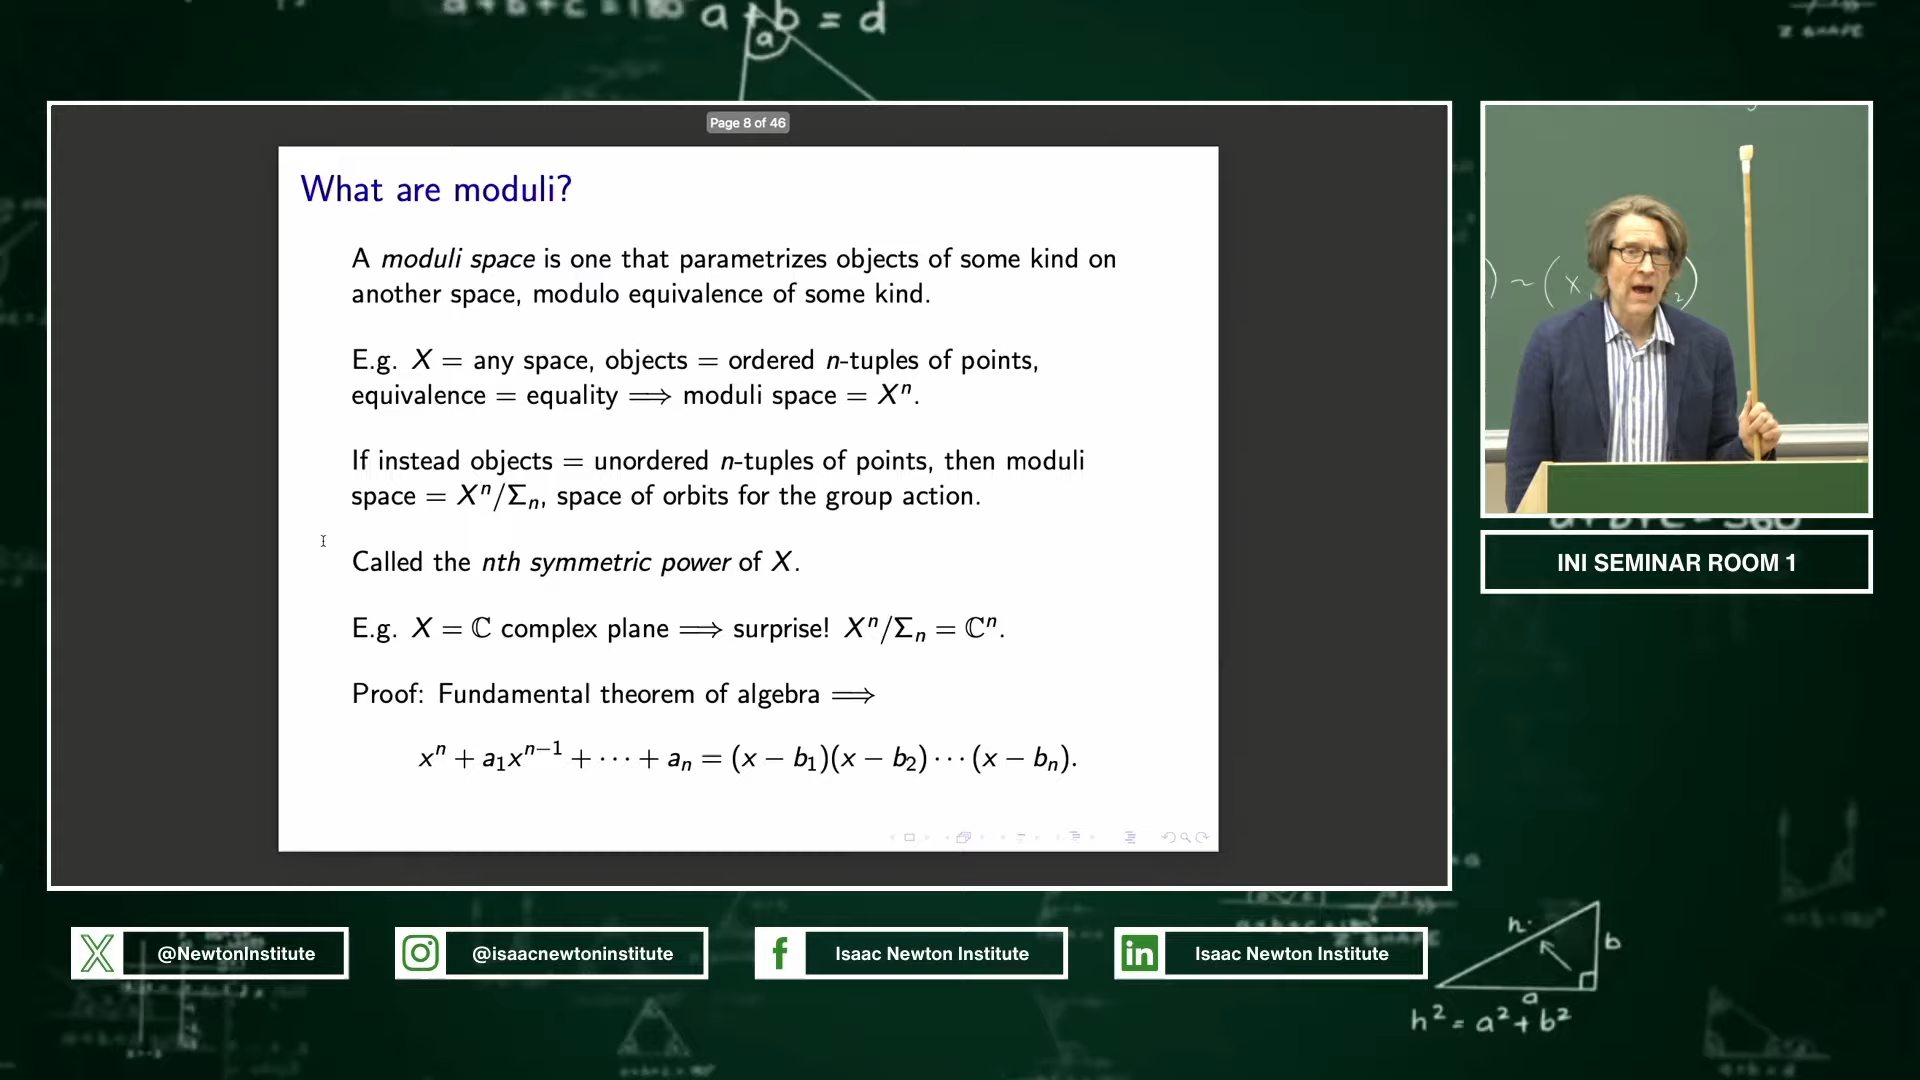 a+b+c=180
a+b=d
a
Z SHAPE
Page 8 of 46
What are moduli?
A moduli space is one that parametrizes objects of some kind on
another space, modulo equivalence of some kind.
E.g. X = any space, objects = ordered n-tuples of points,
equivalence = equality ⟹ moduli space = Xⁿ.
If instead objects = unordered n-tuples of points, then moduli
space = Xⁿ/Σₙ, space of orbits for the group action.
Called the nth symmetric power of X.
E.g. X = ℂ complex plane ⟹ surprise! Xⁿ/Σₙ = ℂⁿ.
Proof: Fundamental theorem of algebra ⟹
xⁿ + a₁xⁿ⁻¹ + ⋯ + aₙ = (x − b₁)(x − b₂)⋯(x − bₙ).
) ~ (x
₂)
INI SEMINAR ROOM 1
@NewtonInstitute
@isaacnewtoninstitute
f
Isaac Newton Institute
in
Isaac Newton Institute
h
b
a
h² = a² + b²